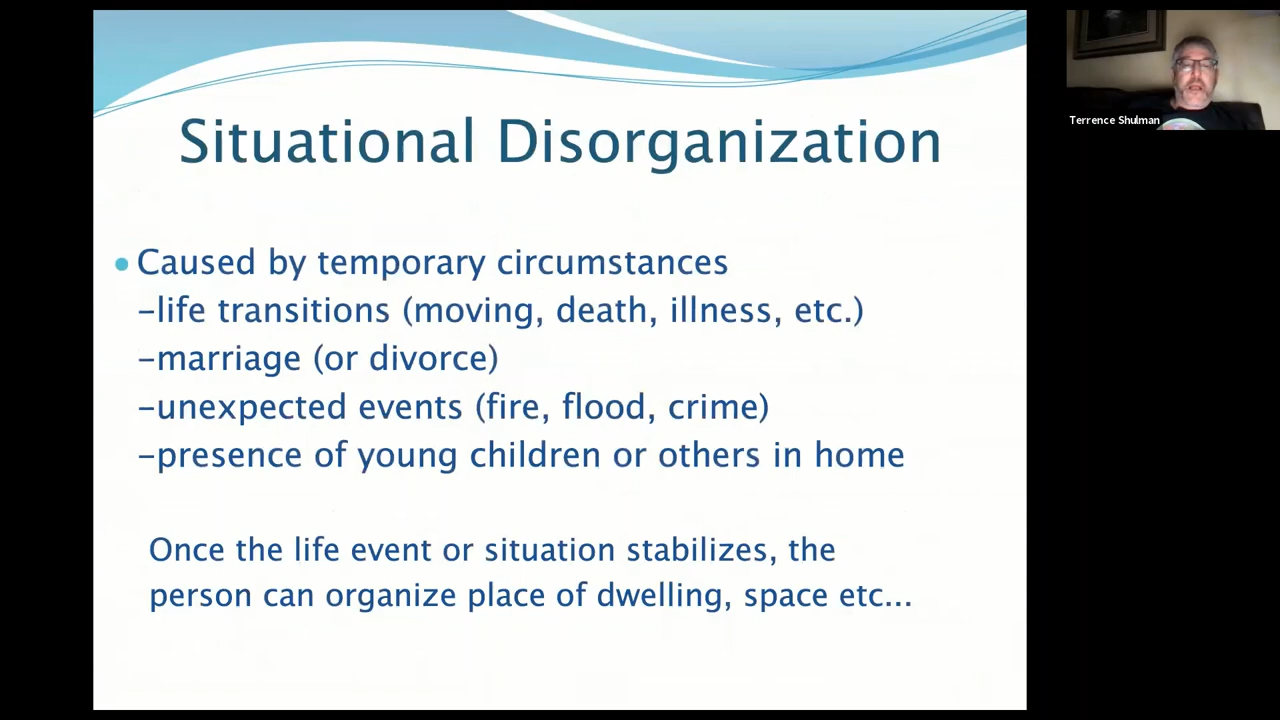 Situational Disorganization
• Caused by temporary circumstances
–life transitions (moving, death, illness, etc.)
–marriage (or divorce)
–unexpected events (fire, flood, crime)
–presence of young children or others in home
Once the life event or situation stabilizes, the
person can organize place of dwelling, space etc...
Terrence Shulman